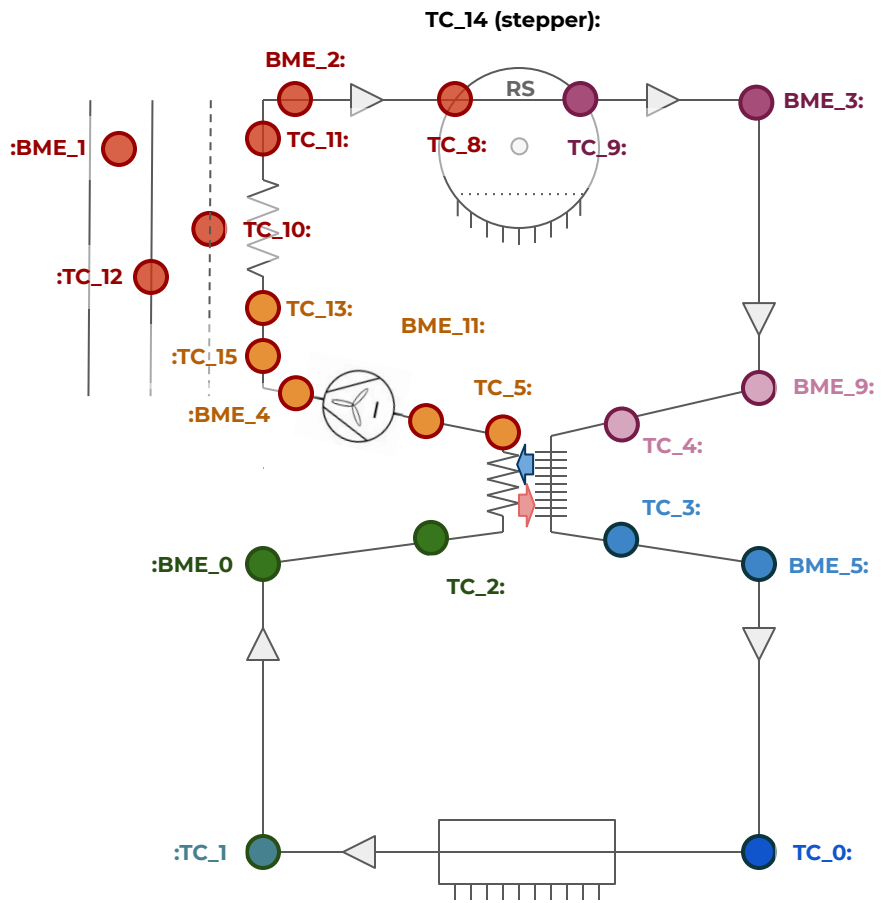 TC_14 (stepper):
BME_2:
RS
BME_3:
TC_11:
TC_8:
TC_9:
:BME_1
TC_10:
:TC_12
TC_13:
BME_11:
:TC_15
TC_5:
BME_9:
:BME_4
TC_4:
TC_3:
:BME_0
BME_5:
TC_2:
:TC_1
TC_0: